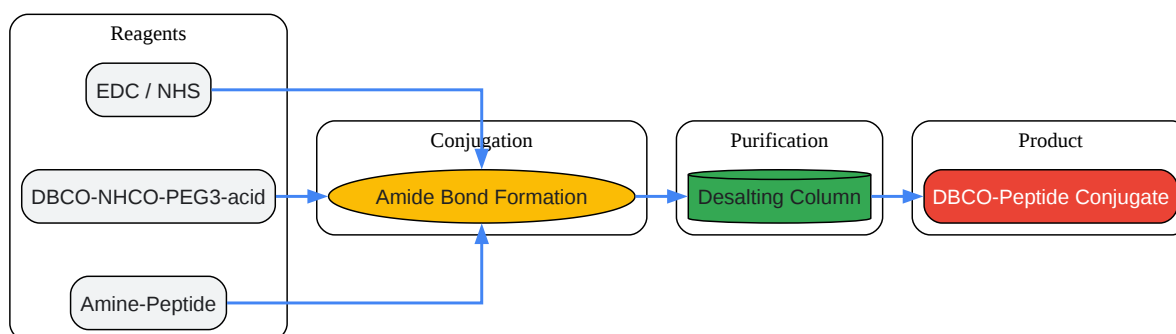 Reagents
EDC / NHS
DBCO-NHCO-PEG3-acid
Amine-Peptide
Conjugation
Amide Bond Formation
Purification
Desalting Column
Product
DBCO-Peptide Conjugate